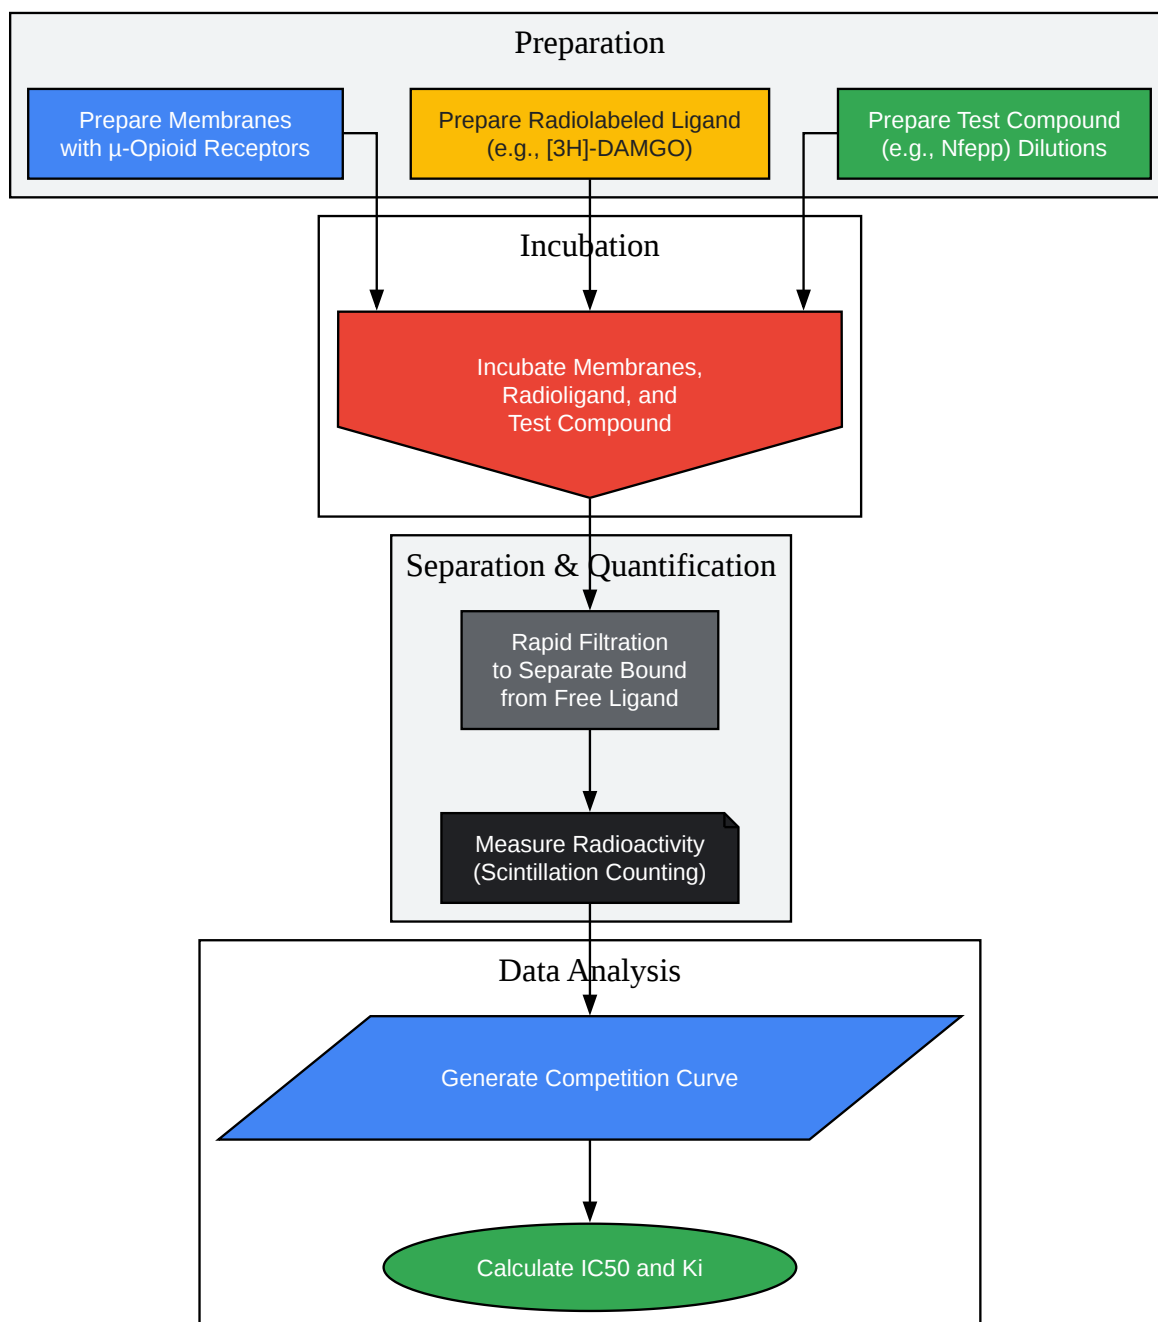 Preparation
Prepare Membranes
with µ-Opioid Receptors
Prepare Radiolabeled Ligand
(e.g., [3H]-DAMGO)
Prepare Test Compound
(e.g., Nfepp) Dilutions
Incubation
Incubate Membranes,
Radioligand, and
Test Compound
Separation & Quantification
Rapid Filtration
to Separate Bound
from Free Ligand
Measure Radioactivity
(Scintillation Counting)
Data Analysis
Generate Competition Curve
Calculate IC50 and Ki